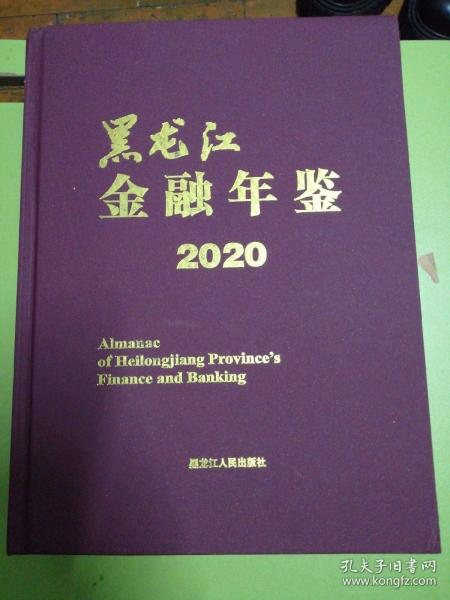 黑龙江
金融年鉴
2020
Almanac
of Heilongjiang Province's
Finance and Banking
黑龙江人民出版社
孔夫子旧书网
www.kongfz.com